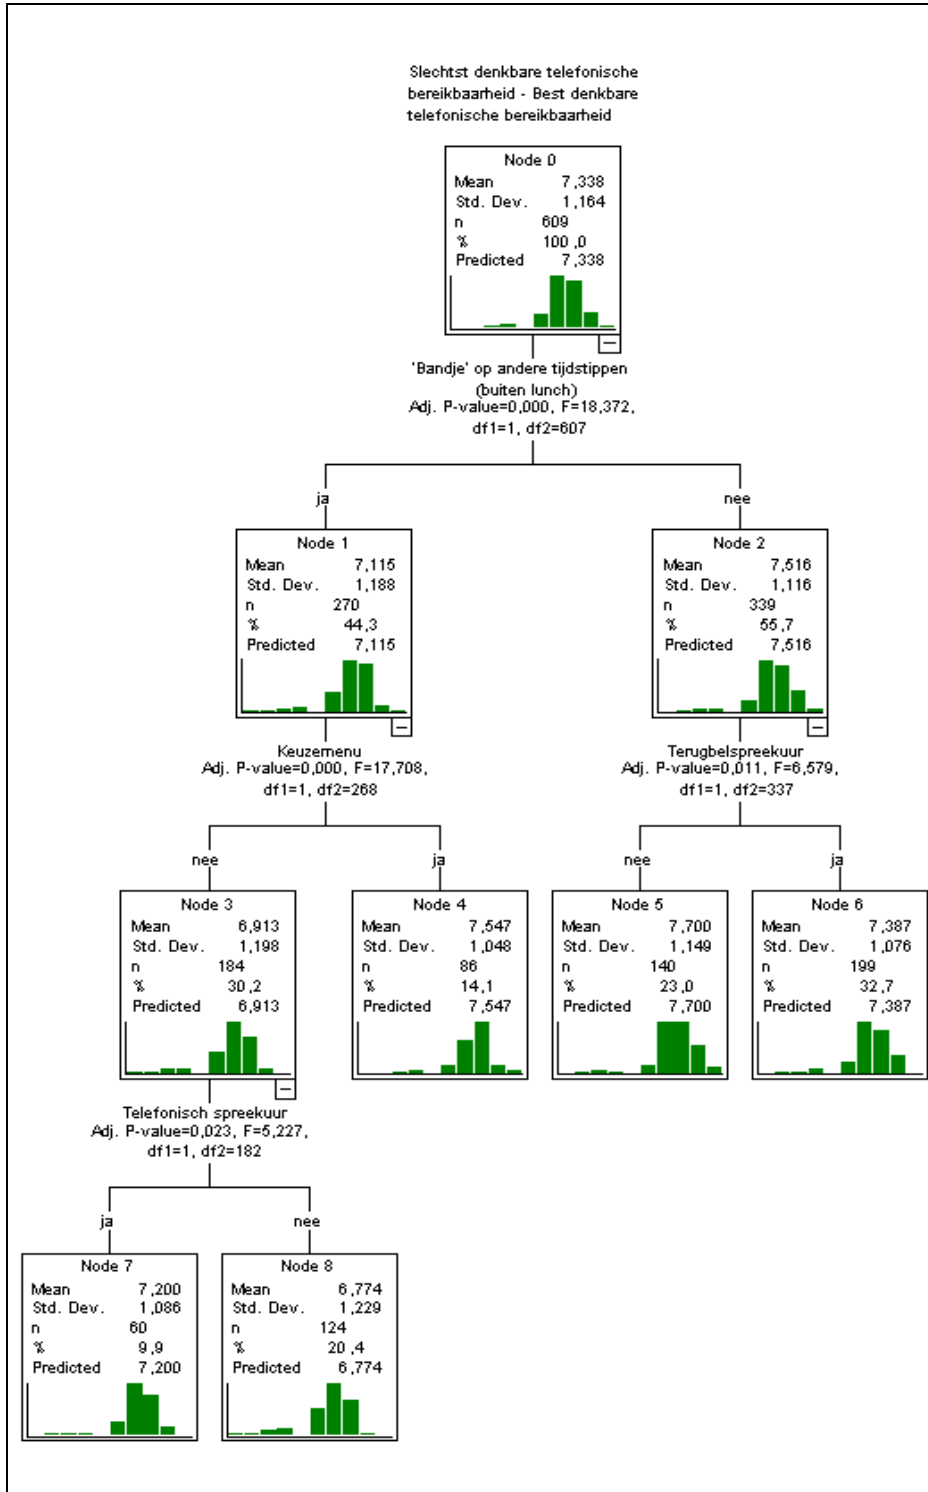 Slechtst denkbare telefonische
bereikbaarheid - Best denkbare
telefonische bereikbaarheid
Node 0
Mean 7,338
Std. Dev. 1,164
n 609
% 100,0
Predicted 7,338
'Bandje' op andere tijdstippen
(buiten lunch)
Adj. P-value=0,000, F=18,372,
df1=1, df2=607
ja
nee
Node 1
Mean 7,115
Std. Dev. 1,188
n 270
% 44,3
Predicted 7,115
Node 2
Mean 7,516
Std. Dev. 1,116
n 339
% 55,7
Predicted 7,516
Keuzemenu
Adj. P-value=0,000, F=17,708,
df1=1, df2=268
Terugbelspreekuur
Adj. P-value=0,011, F=6,579,
df1=1, df2=337
nee
ja
nee
ja
Node 3
Mean 6,913
Std. Dev. 1,198
n 184
% 30,2
Predicted 6,913
Node 4
Mean 7,547
Std. Dev. 1,048
n 86
% 14,1
Predicted 7,547
Node 5
Mean 7,700
Std. Dev. 1,149
n 140
% 23,0
Predicted 7,700
Node 6
Mean 7,387
Std. Dev. 1,076
n 199
% 32,7
Predicted 7,387
Telefonisch spreekuur
Adj. P-value=0,023, F=5,227,
df1=1, df2=182
ja
nee
Node 7
Mean 7,200
Std. Dev. 1,086
n 60
% 9,9
Predicted 7,200
Node 8
Mean 6,774
Std. Dev. 1,229
n 124
% 20,4
Predicted 6,774